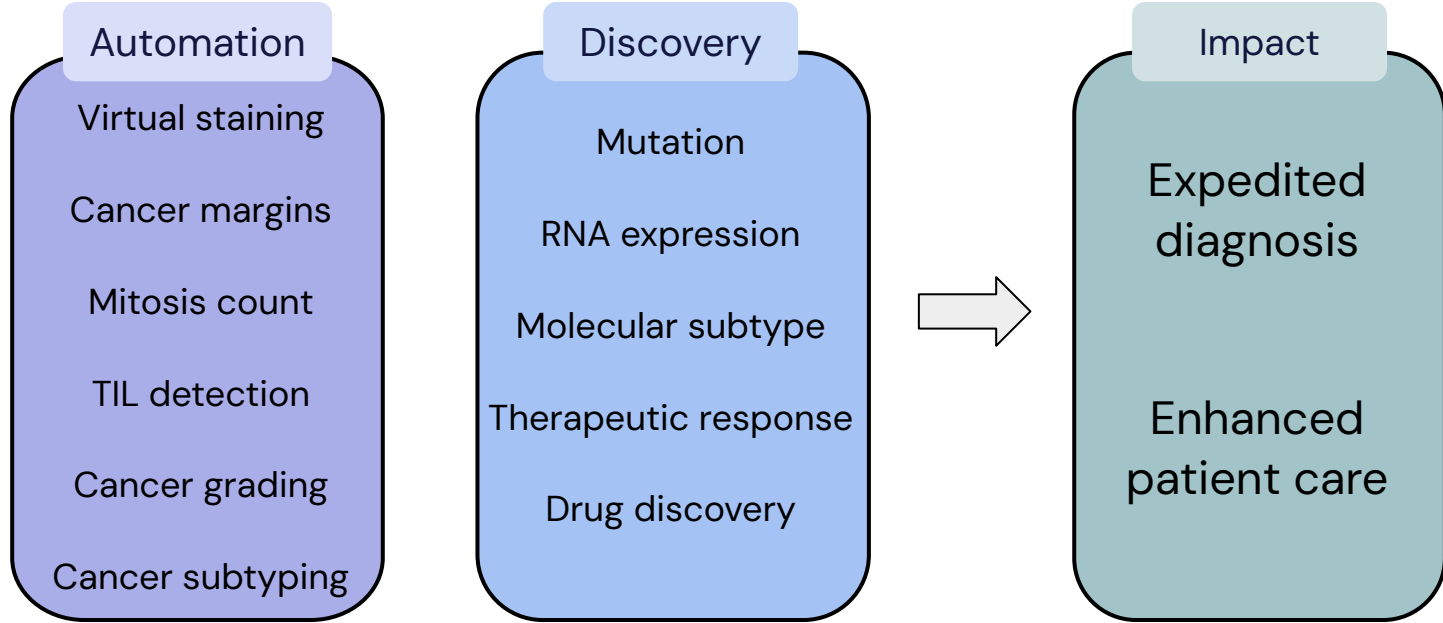 Automation
Virtual staining
Cancer margins
Mitosis count
TIL detection
Cancer grading
Cancer subtyping
Discovery
Mutation
RNA expression
Molecular subtype
Therapeutic response
Drug discovery
Impact
Expedited
diagnosis
Enhanced
patient care